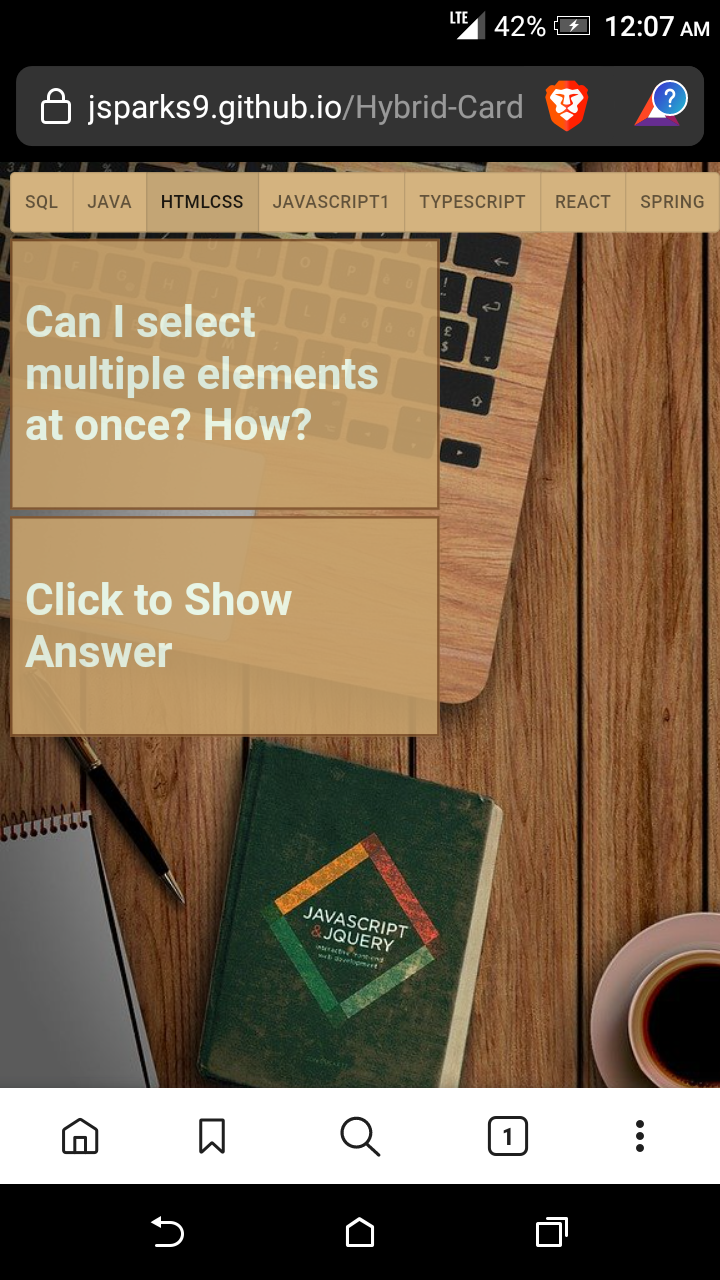 LTE 42% 12:07 AM
jsparks9.github.io/Hybrid-Card
?
SQL JAVA HTMLCSS JAVASCRIPT1 TYPESCRIPT REACT SPRING
Can I select
multiple elements
at once? How?
Click to Show
Answer
JAVASCRIPT
&JQUERY
interactive front-end
web development
1